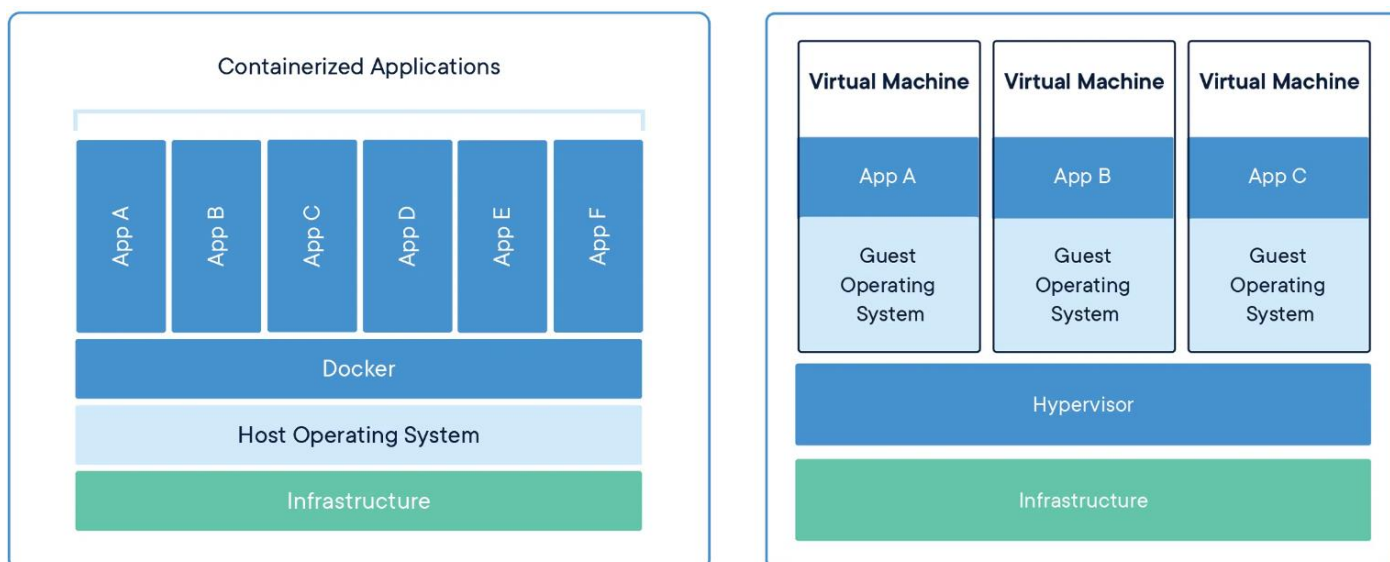 Containerized Applications
App A
App B
App C
App D
App E
App F
Docker
Host Operating System
Infrastructure
Virtual Machine
App A
Guest
Operating
System
Virtual Machine
App B
Guest
Operating
System
Virtual Machine
App C
Guest
Operating
System
Hypervisor
Infrastructure